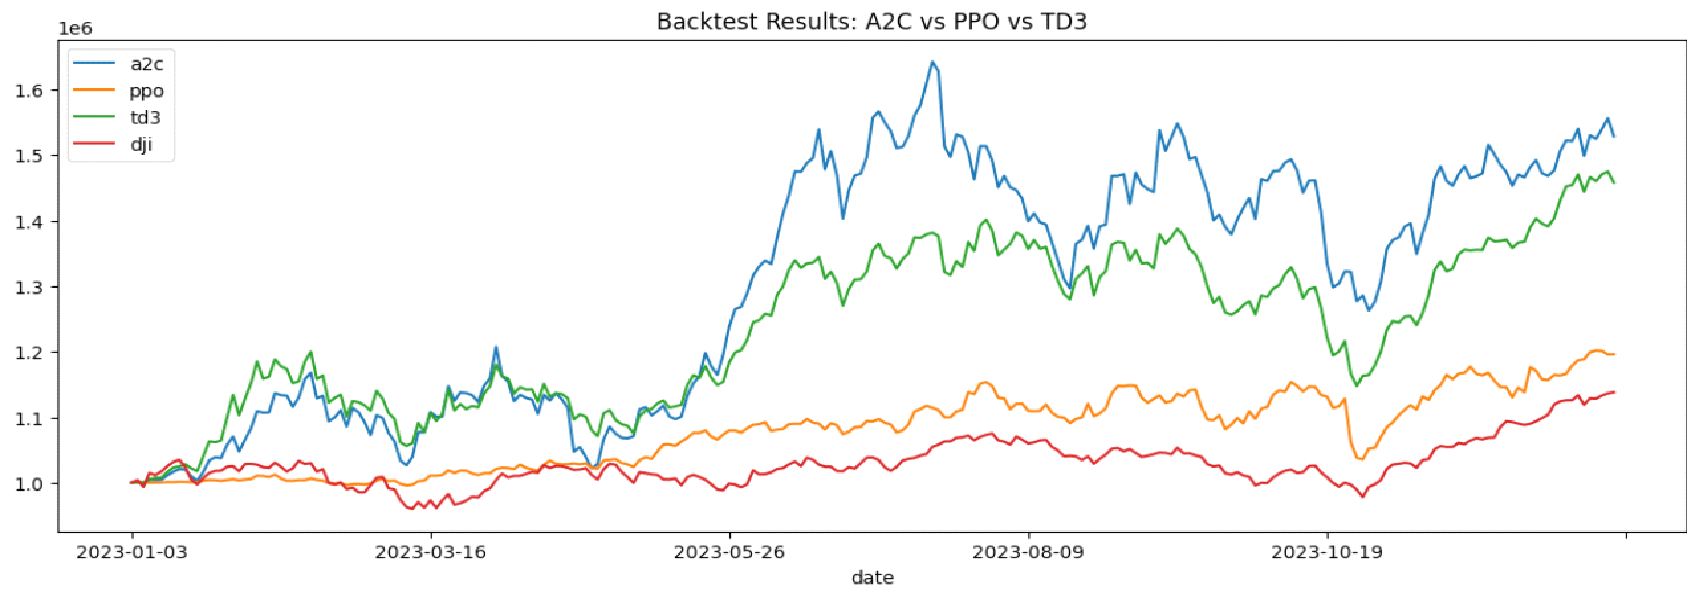 Backtest Results: A2C vs PPO vs TD3
1e6
a2c
ppo
td3
dji
1.6
1.5
1.4
1.3
1.2
1.1
1.0
2023-01-03 2023-03-16 2023-05-26 2023-08-09 2023-10-19
date